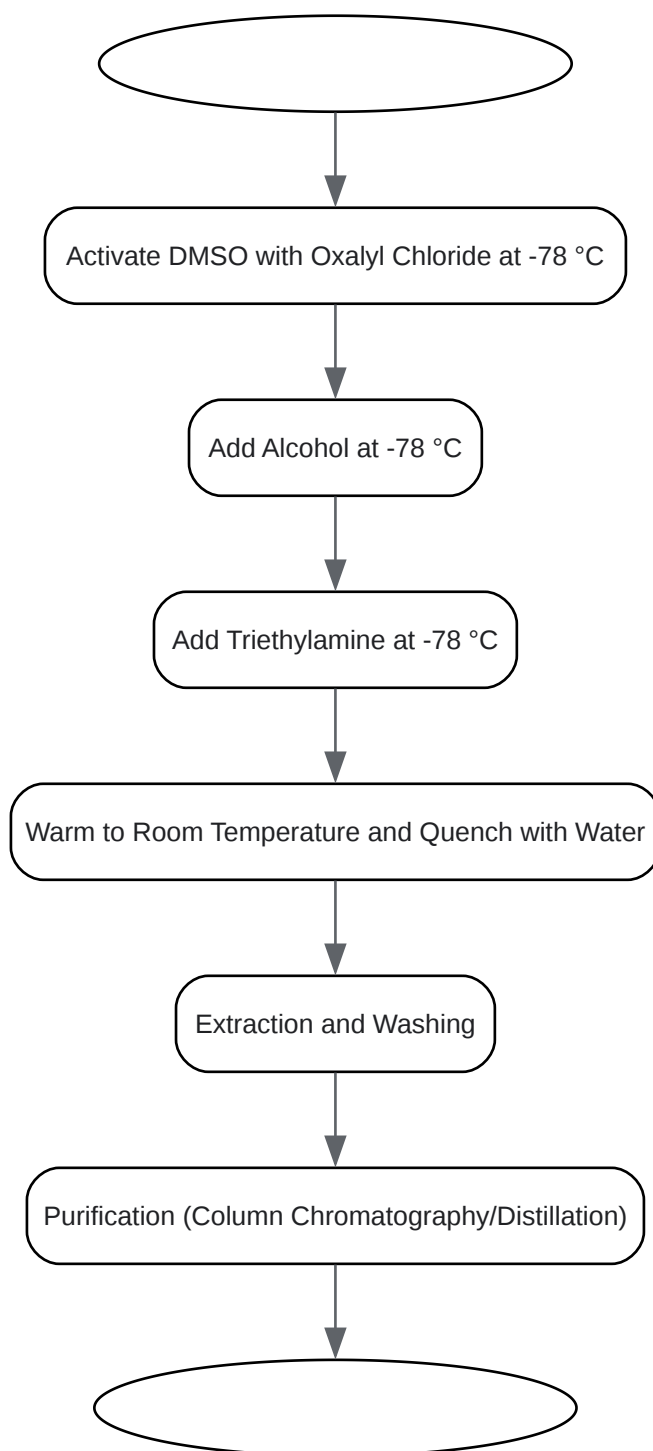 Activate DMSO with Oxalyl Chloride at -78 °C
Add Alcohol at -78 °C
Add Triethylamine at -78 °C
Warm to Room Temperature and Quench with Water
Extraction and Washing
Purification (Column Chromatography/Distillation)